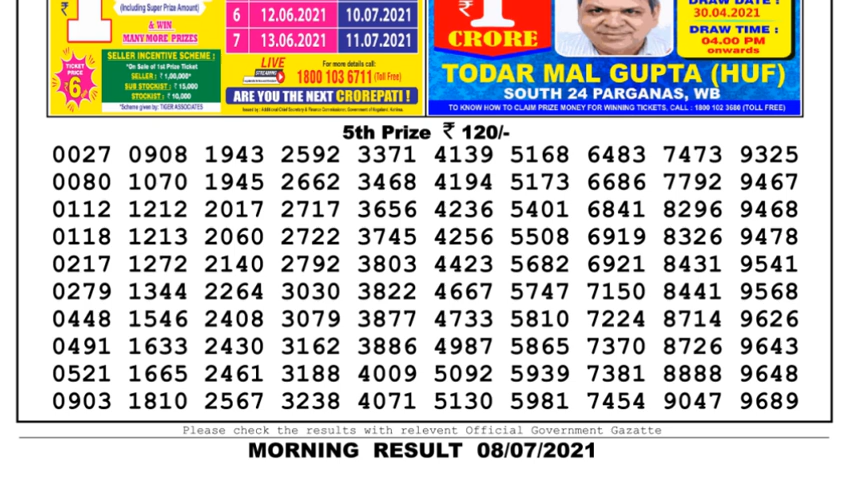 (Including Super Prize Amount)
& WIN
MANY MORE PRIZES
TICKET
PRICE
₹6
SELLER INCENTIVE SCHEME :
*On Sale of 1st Prize Ticket
SELLER : ₹ 1,00,000*
SUB STOCKIST : ₹ 15,000
STOCKIST : ₹ 10,000
*Scheme given by: TIGER ASSOCIATES
6 12.06.2021 10.07.2021
7 13.06.2021 11.07.2021
LIVE
STREAMING
For more details call:
1800 103 6711 (Toll Free)
ARE YOU THE NEXT CROREPATI !
₹1
CRORE
DRAW DATE :
30.04.2021
DRAW TIME :
04.00 PM
onwards
TODAR MAL GUPTA (HUF)
SOUTH 24 PARGANAS, WB
TO KNOW HOW TO CLAIM PRIZE MONEY FOR WINNING TICKETS, CALL : 1800 102 3680 (TOLL FREE)
5th Prize ₹ 120/-
0027 0908 1943 2592 3371 4139 5168 6483 7473 9325
0080 1070 1945 2662 3468 4194 5173 6686 7792 9467
0112 1212 2017 2717 3656 4236 5401 6841 8296 9468
0118 1213 2060 2722 3745 4256 5508 6919 8326 9478
0217 1272 2140 2792 3803 4423 5682 6921 8431 9541
0279 1344 2264 3030 3822 4667 5747 7150 8441 9568
0448 1546 2408 3079 3877 4733 5810 7224 8714 9626
0491 1633 2430 3162 3886 4987 5865 7370 8726 9643
0521 1665 2461 3188 4009 5092 5939 7381 8888 9648
0903 1810 2567 3238 4071 5130 5981 7454 9047 9689
Please check the results with relevent Official Government Gazatte
MORNING RESULT 08/07/2021